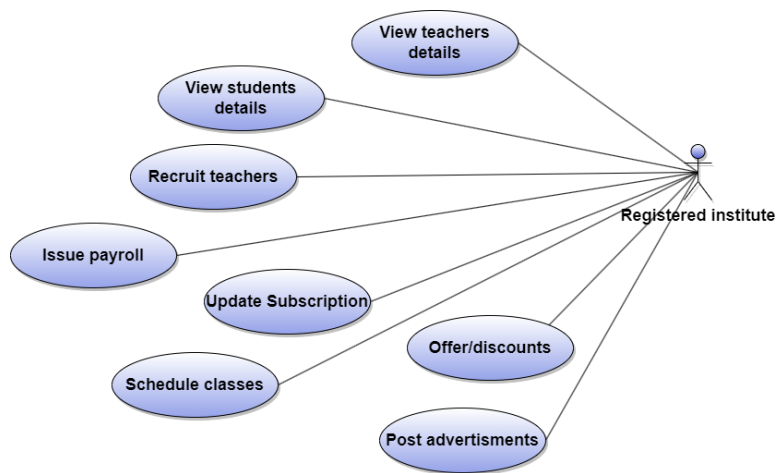 View teachers
details
View students
details
Recruit teachers
Registered institute
Issue payroll
Update Subscription
Offer/discounts
Schedule classes
Post advertisments